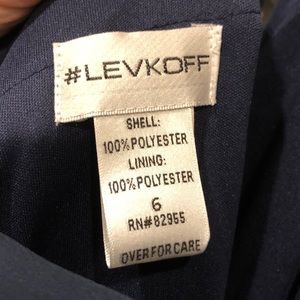 #LEVKOFF
SHELL:
100%POLYESTER
LINING:
100%POLYESTER
6
RN#82955
OVER FOR CARE